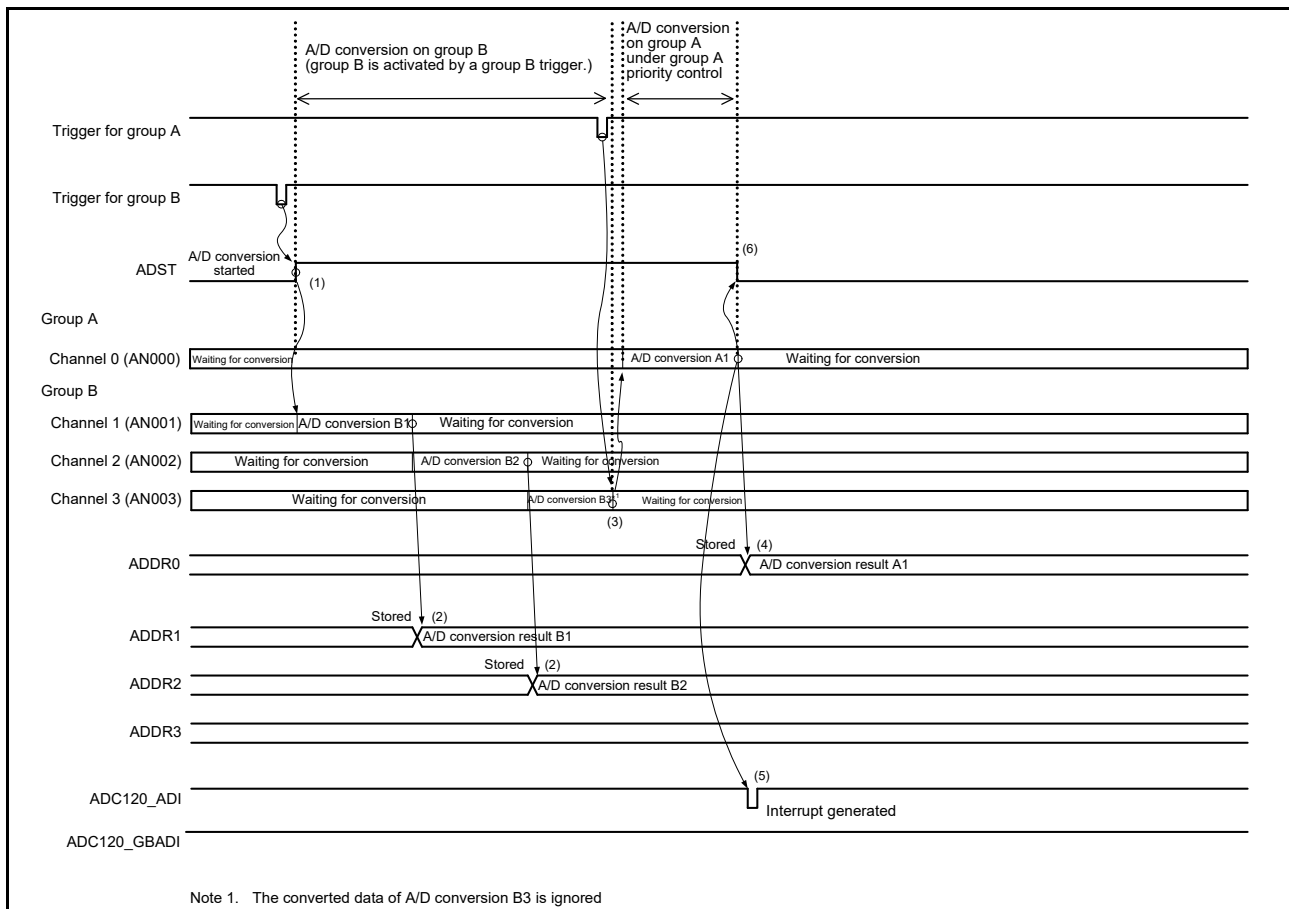 A/D conversion on group B
(group B is activated by a group B trigger.)
A/D conversion
on group A
under group A
priority control
Trigger for group A
Trigger for group B
A/D conversion
started
ADST
(1)
(6)
Group A
Channel 0 (AN000)
Waiting for conversion
A/D conversion A1
Waiting for conversion
Group B
Channel 1 (AN001)
Waiting for conversion
A/D conversion B1
Waiting for conversion
Channel 2 (AN002)
Waiting for conversion
A/D conversion B2
Waiting for conversion
Channel 3 (AN003)
Waiting for conversion
A/D conversion B3*1
Waiting for conversion
(3)
ADDR0
Stored
(4)
A/D conversion result A1
ADDR1
Stored
(2)
A/D conversion result B1
ADDR2
Stored
(2)
A/D conversion result B2
ADDR3
ADC120_ADI
(5)
Interrupt generated
ADC120_GBADI
Note 1. The converted data of A/D conversion B3 is ignored